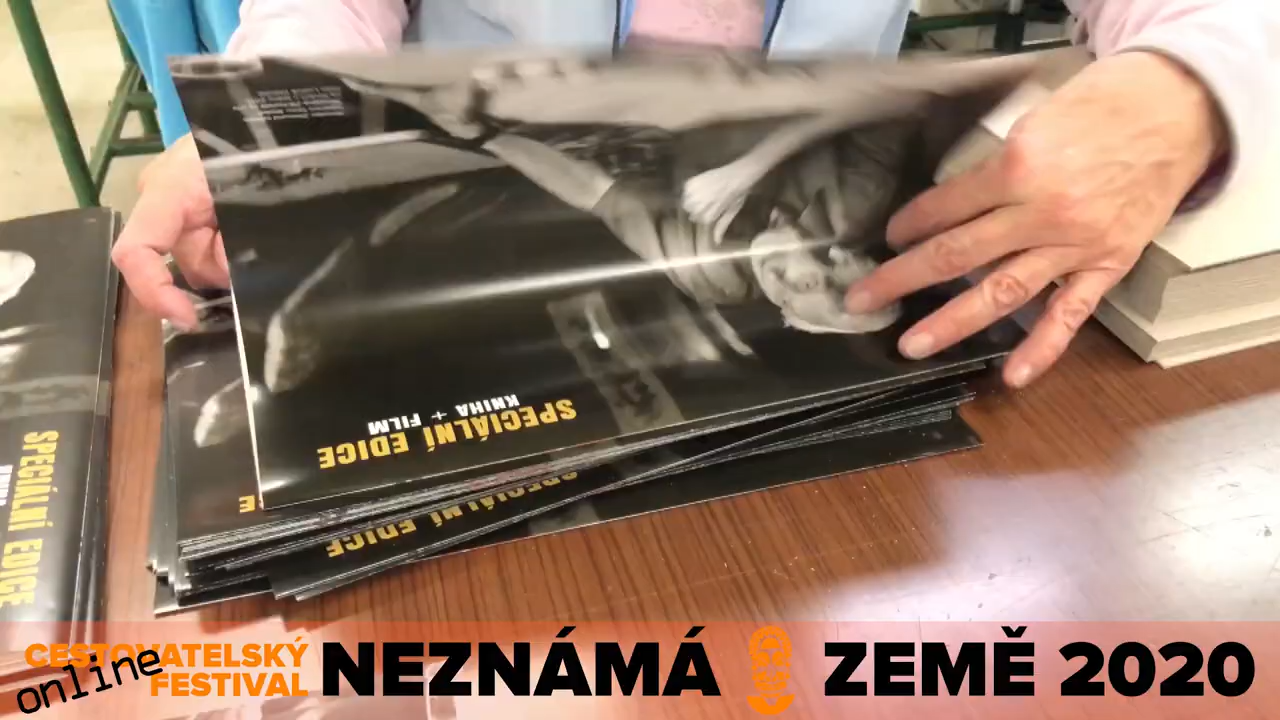 SPECIÁLNÍ EDICE
KNIHA + FILM
SPECIÁLNÍ EDICE
SPECIÁLNÍ EDICE
CESTOVATELSKÝ
FESTIVAL
online
NEZNÁMÁ ZEMĚ 2020